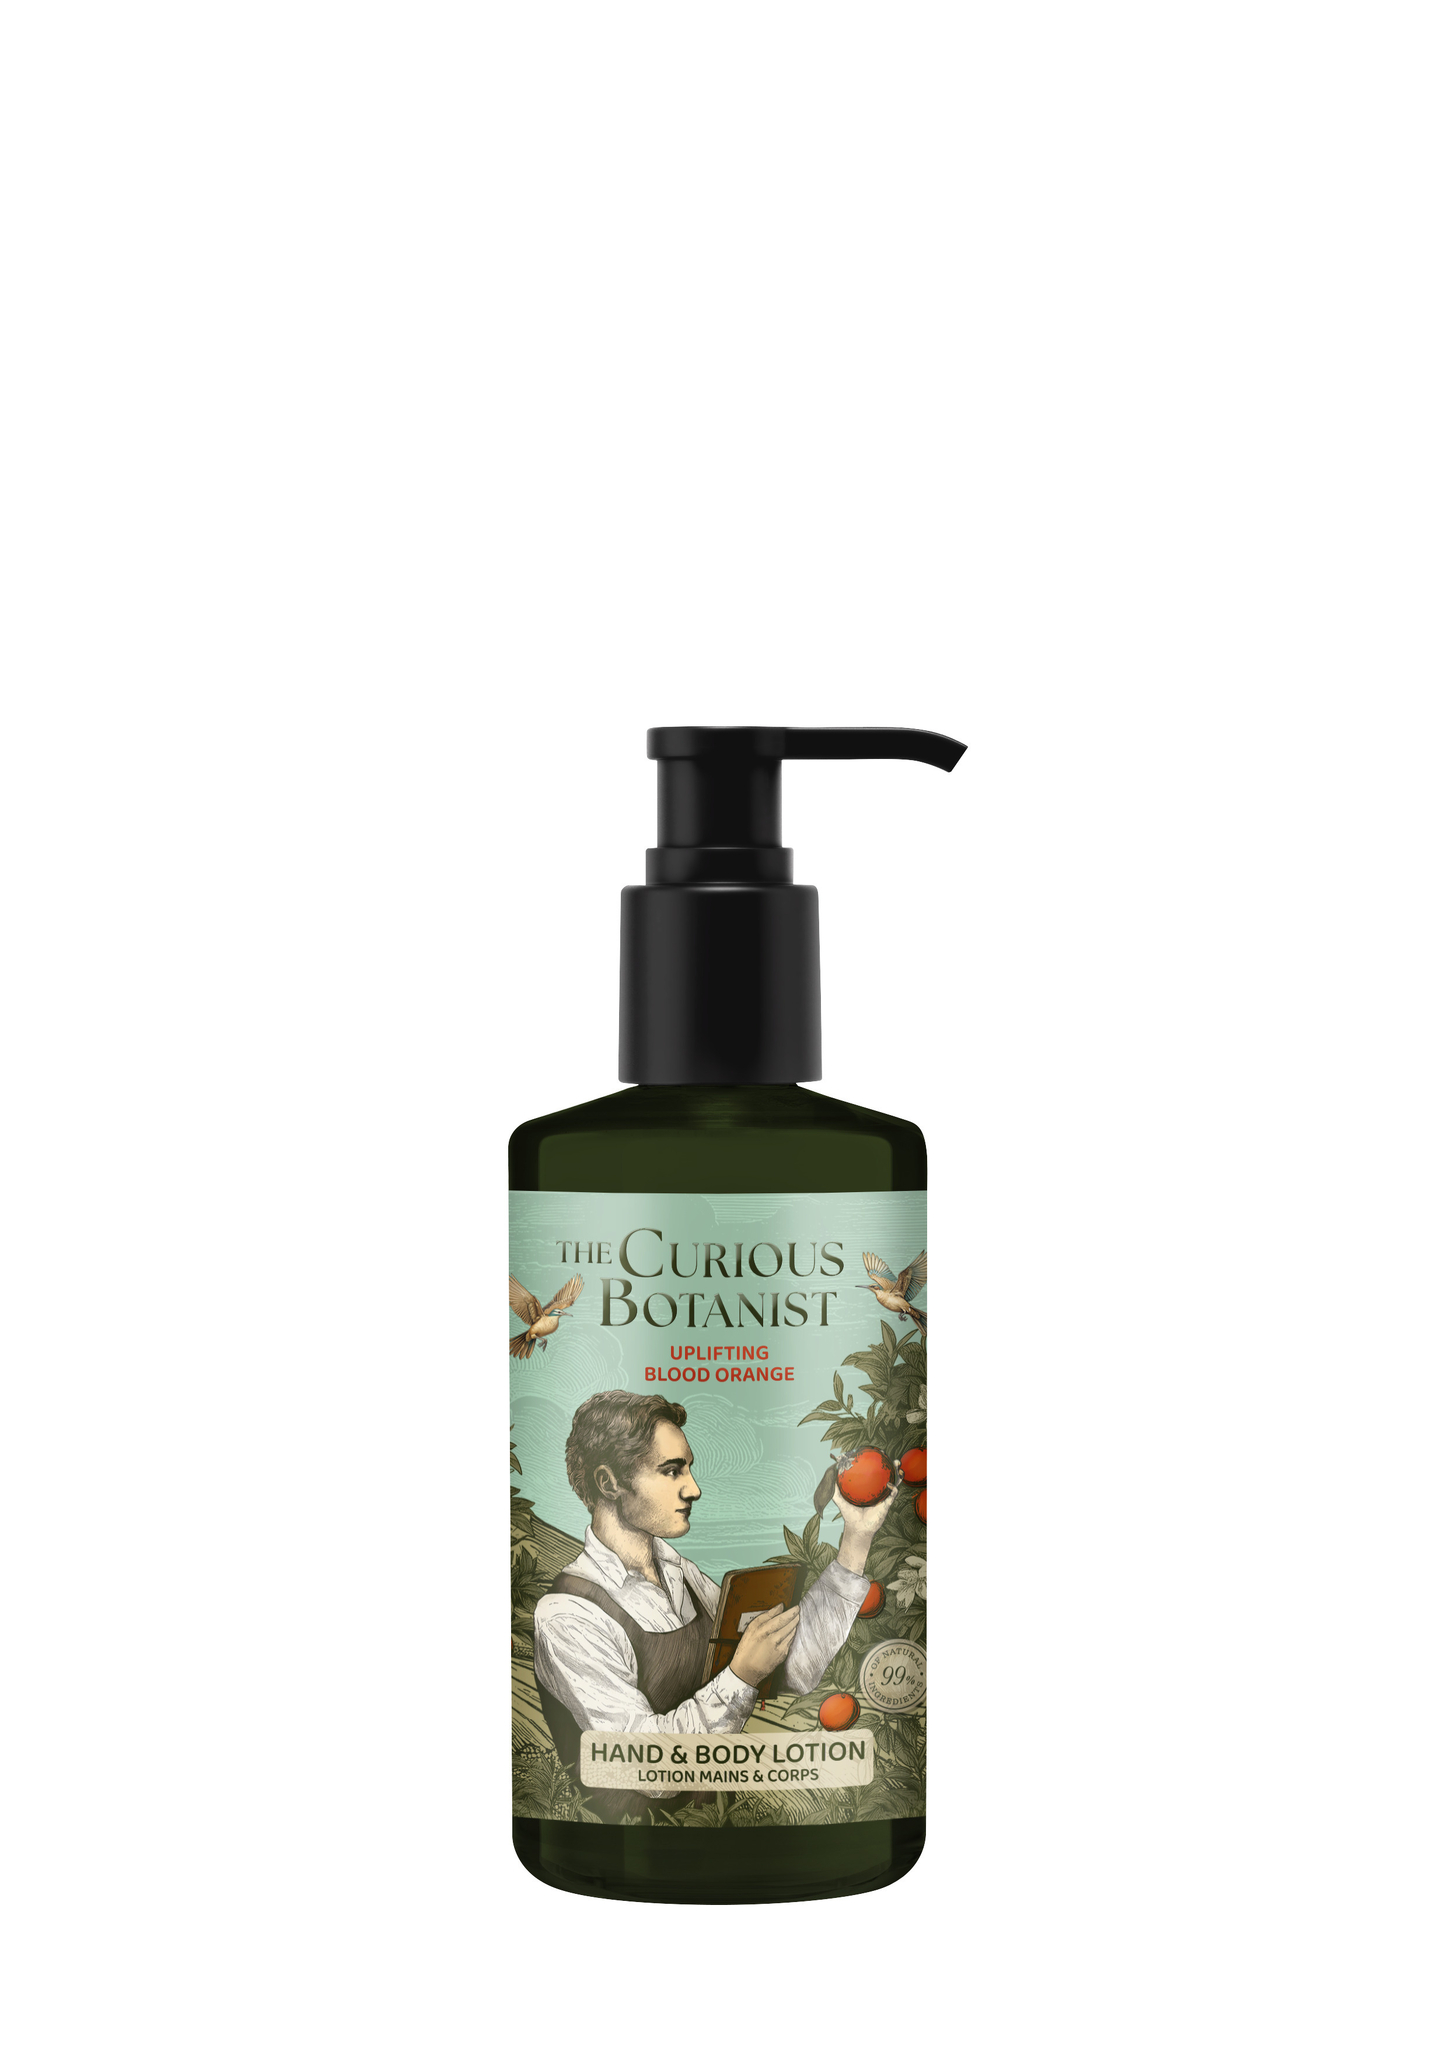 THE CURIOUS
BOTANIST
UPLIFTING
BLOOD ORANGE
OF NATURAL
99%
INGREDIENTS
HAND & BODY LOTION
LOTION MAINS & CORPS